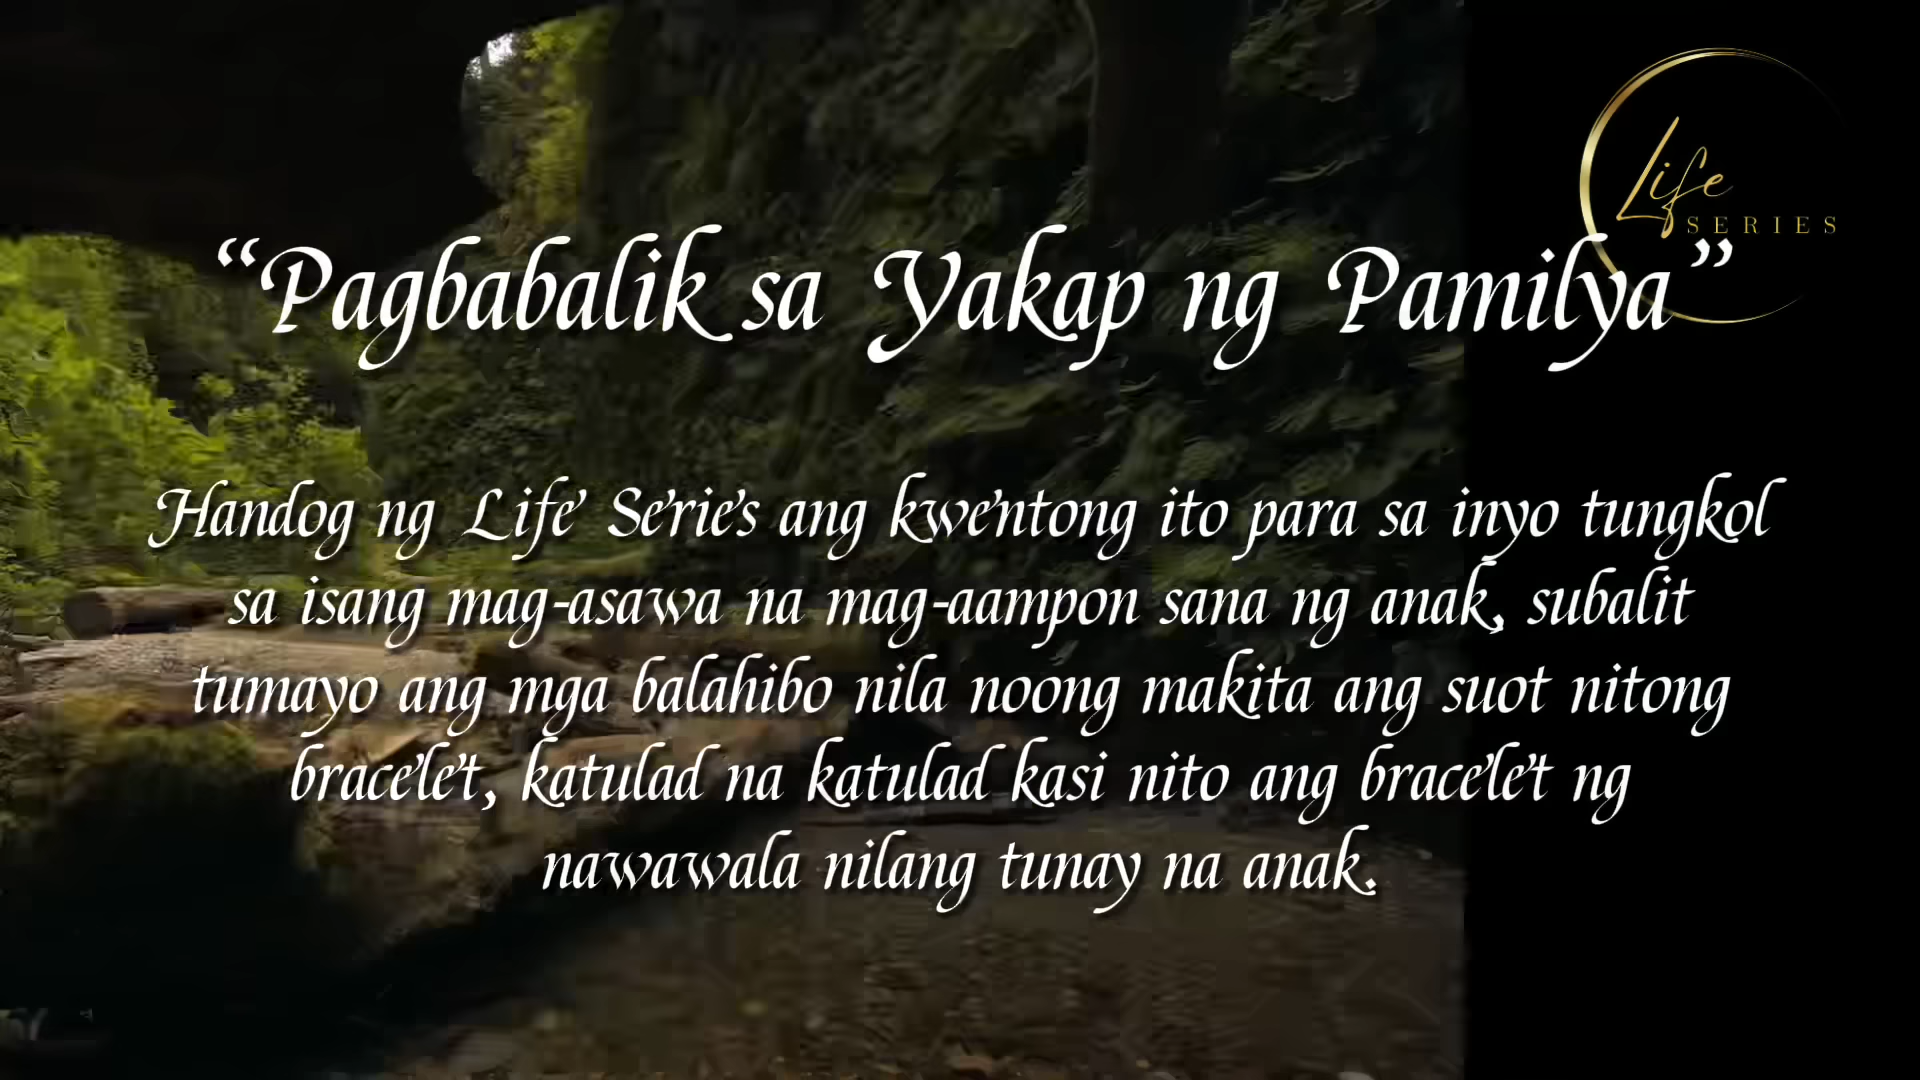 Life
SERIES
“Pagbabalik sa Yakap ng Pamilya”
Handog ng Life Series ang kwentong ito para sa inyo tungkol
sa isang mag-asawa na mag-aampon sana ng anak, subalit
tumayo ang mga balahibo nila noong makita ang suot nitong
bracelet, katulad na katulad kasi nito ang bracelet ng
nawawala nilang tunay na anak.